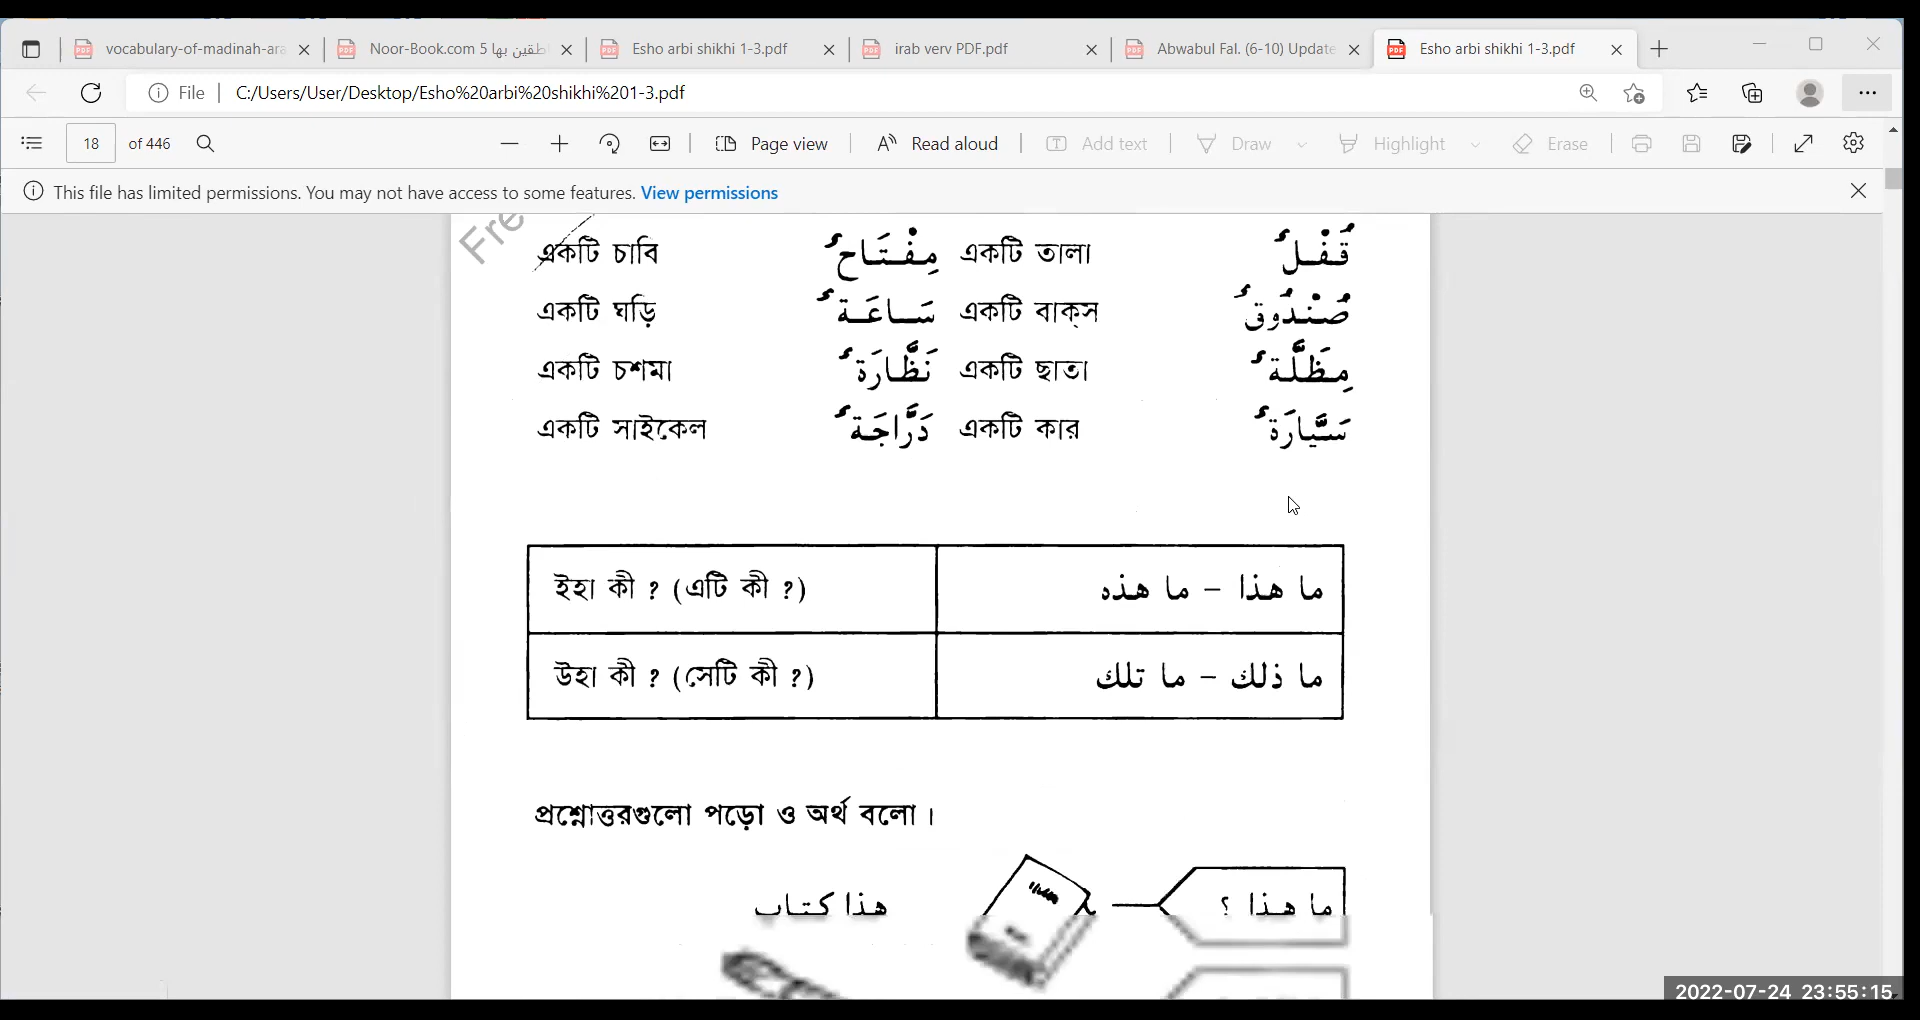 vocabulary-of-madinah-ara
Noor-Book.com 5 طقين بها
Esho arbi shikhi 1-3.pdf
irab verv PDF.pdf
Abwabul Fal. (6-10) Update
Esho arbi shikhi 1-3.pdf
File C:/Users/User/Desktop/Esho%20arbi%20shikhi%201-3.pdf
18 of 446 Page view Read aloud Add text Draw Highlight Erase
This file has limited permissions. You may not have access to some features. View permissions
Fre
একটি চাবি مِفْتَاحٌ একটি তালা قُفْلٌ
একটি ঘড়ি سَاعَةٌ একটি বাক্স صُنْدُوقٌ
একটি চশমা نَظَّارَةٌ একটি ছাতা مِظَلَّةٌ
একটি সাইকেল دَرَّاجَةٌ একটি কার سَيَّارَةٌ
ইহা কী ? (এটি কী ?) ما هذا – ما هذه
উহা কী ? (সেটি কী ?) ما ذلك – ما تلك
প্রশ্নোত্তরগুলো পড়ো ও অর্থ বলো ।
هذا كتاب ما هذا ؟
2022-07-24 23:55:15